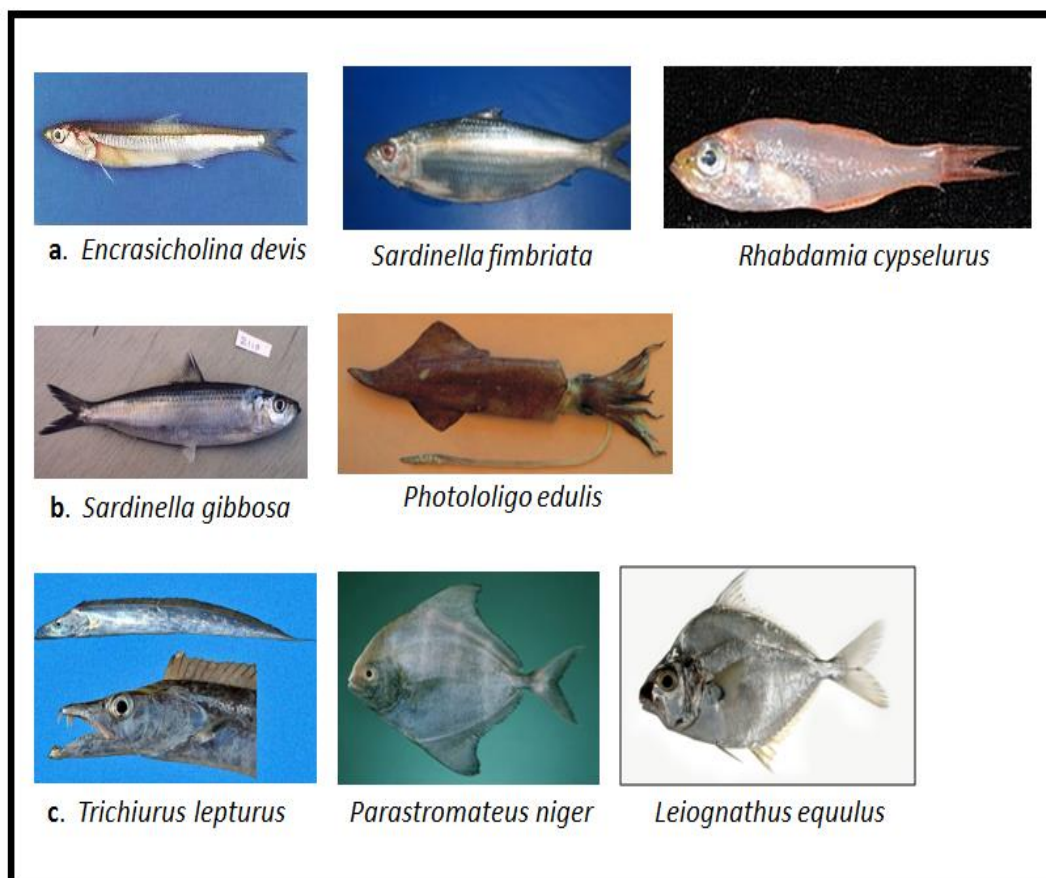 a. Encrasicholina devis
Sardinella fimbriata
Rhabdamia cypselurus
b. Sardinella gibbosa
Photololigo edulis
c. Trichiurus lepturus
Parastromateus niger
Leiognathus equulus